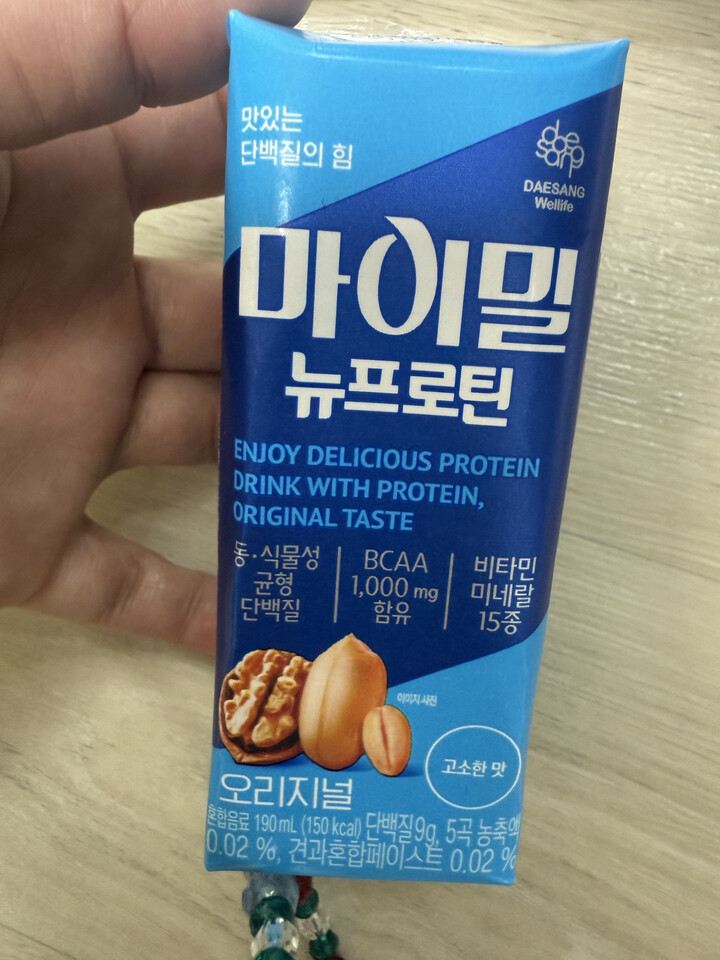 맛있는
단백질의 힘
daesang
DAESANG
Wellife
마이밀
뉴프로틴
ENJOY DELICIOUS PROTEIN
DRINK WITH PROTEIN,
ORIGINAL TASTE
동·식물성
균형
단백질
BCAA
1,000 mg
함유
비타민
미네랄
15종
이미지 사진
고소한 맛
오리지널
혼합음료 190 mL (150 kcal) 단백질 9g, 5곡 농축액
0.02 %, 견과혼합페이스트 0.02 %